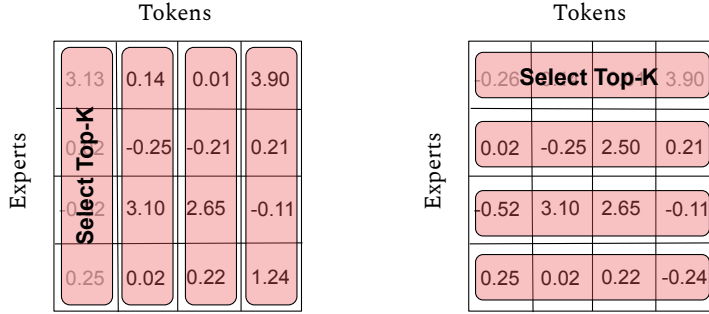 Tokens
Experts
Select Top-K
3.13 0.14 0.01 3.90
-0.25 -0.21 0.21
3.10 2.65 -0.11
0.25 0.02 0.22 1.24
Tokens
Experts
Select Top-K
-0.26 3.90
0.02 -0.25 2.50 0.21
-0.52 3.10 2.65 -0.11
0.25 0.02 0.22 -0.24